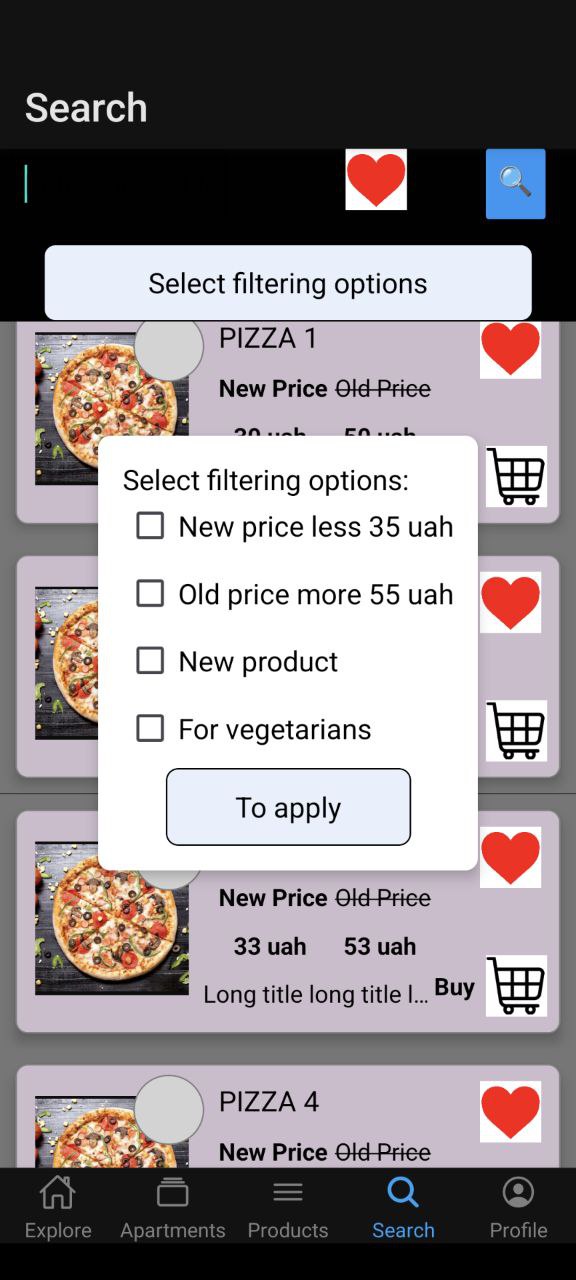 Search
Select filtering options
PIZZA 1
New Price Old Price
30 uah 50 uah
Select filtering options:
New price less 35 uah
Old price more 55 uah
New product
For vegetarians
To apply
New Price Old Price
33 uah 53 uah
Long title long title l... Buy
PIZZA 4
New Price Old Price
Explore Apartments Products Search Profile